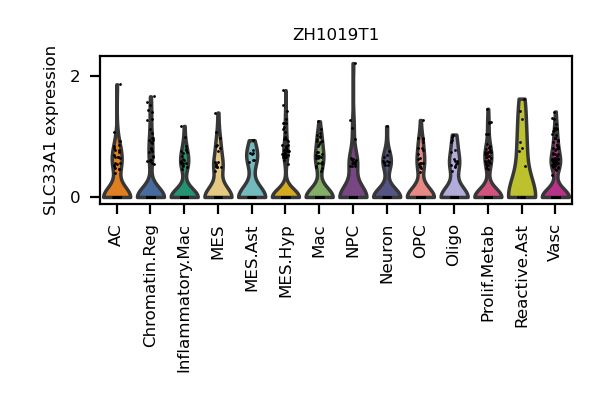 ZH1019T1
SLC33A1 expression
2
0
AC
Chromatin.Reg
Inflammatory.Mac
MES
MES.Ast
MES.Hyp
Mac
NPC
Neuron
OPC
Oligo
Prolif.Metab
Reactive.Ast
Vasc